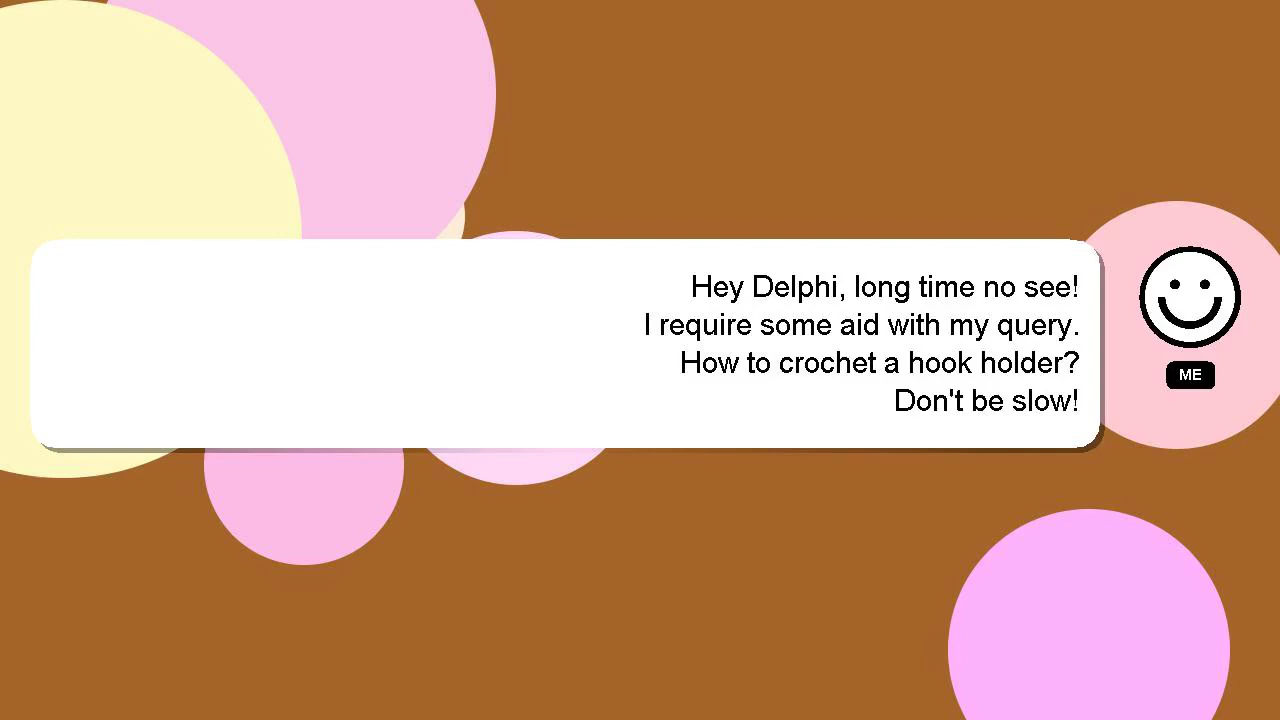 Hey Delphi, long time no see!
I require some aid with my query.
How to crochet a hook holder?
Don't be slow!
ME